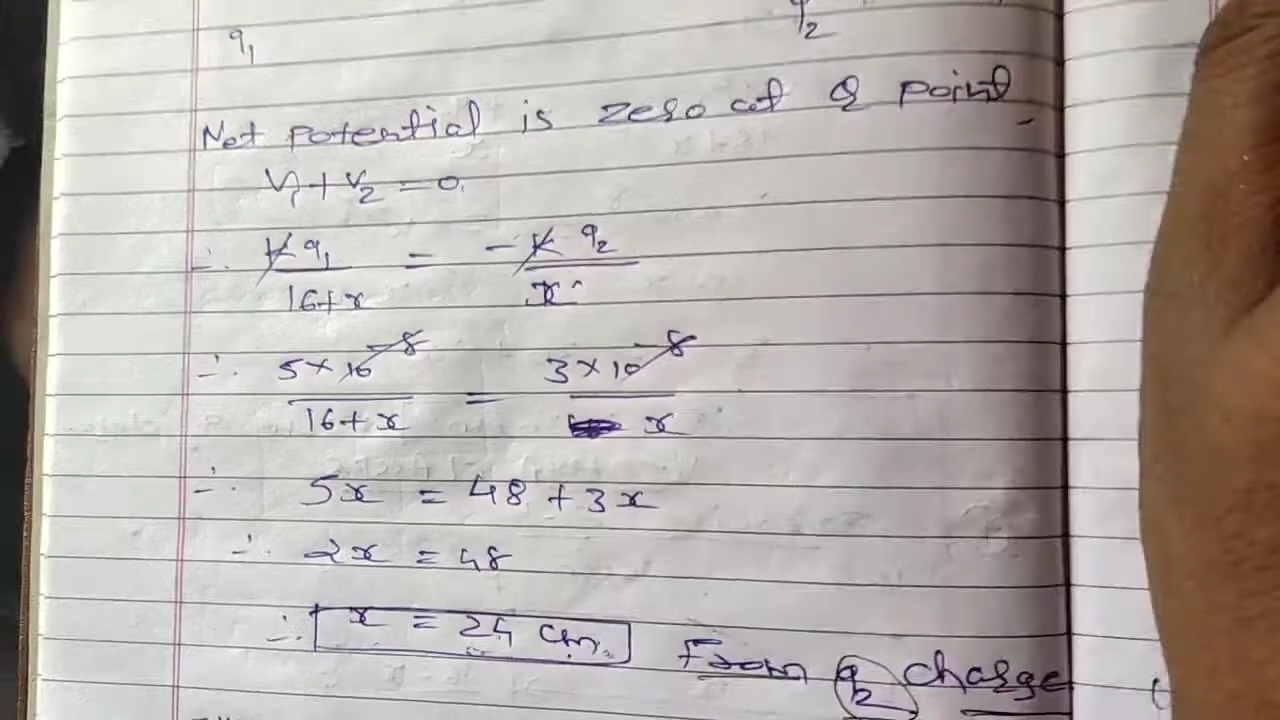 q₁ q₂
Net potential is zero at Q point
V₁ + V₂ = 0
∴ K q₁ / 16+x = -K q₂ / x
∴ 5 × 10⁻⁸ / 16+x = 3 × 10⁻⁸ / x
∴ 5x = 48 + 3x
∴ 2x = 48
∴ x = 24 cm. From q₂ charge